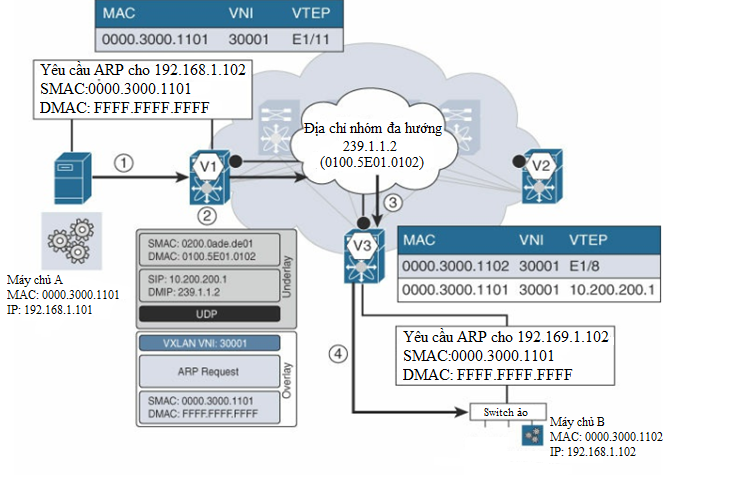 MAC VNI VTEP
0000.3000.1101 30001 E1/11
Yêu cầu ARP cho 192.168.1.102
SMAC:0000.3000.1101
DMAC: FFFF.FFFF.FFFF
Địa chỉ nhóm đa hướng
239.1.1.2
(0100.5E01.0102)
1
V1
V2
2
3
V3
SMAC: 0200.0ade.de01
DMAC: 0100.5E01.0102
SIP: 10.200.200.1
DMIP: 239.1.1.2
UDP
Underlay
VXLAN VNI: 30001
ARP Request
SMAC: 0000.3000.1101
DMAC: FFFF.FFFF.FFFF
Overlay
Máy chủ A
MAC: 0000.3000.1101
IP: 192.168.1.101
MAC VNI VTEP
0000.3000.1102 30001 E1/8
0000.3000.1101 30001 10.200.200.1
4
Yêu cầu ARP cho 192.169.1.102
SMAC:0000.3000.1101
DMAC: FFFF.FFFF.FFFF
Switch ảo
Máy chủ B
MAC: 0000.3000.1102
IP: 192.168.1.102